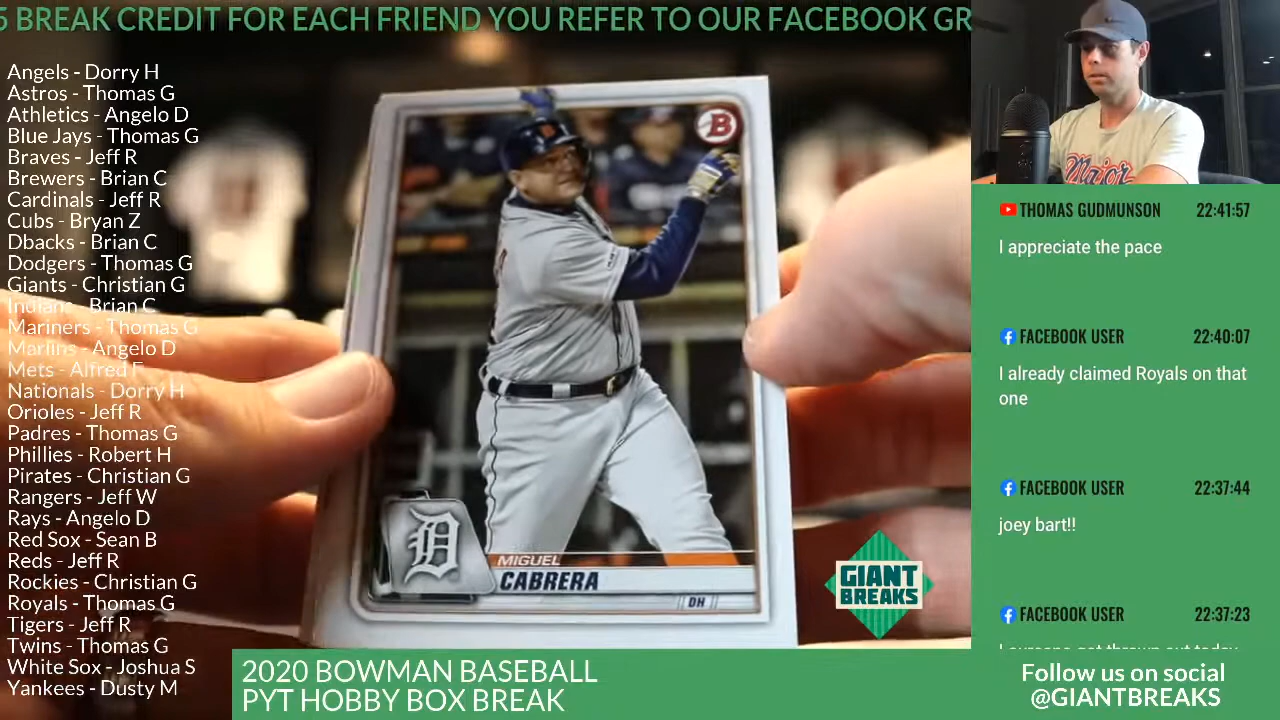 5 BREAK CREDIT FOR EACH FRIEND YOU REFER TO OUR FACEBOOK GR
Angels - Dorry H
Astros - Thomas G
Athletics - Angelo D
Blue Jays - Thomas G
Braves - Jeff R
Brewers - Brian C
Cardinals - Jeff R
Cubs - Bryan Z
Dbacks - Brian C
Dodgers - Thomas G
Giants - Christian G
Indians - Brian C
Mariners - Thomas G
Marlins - Angelo D
Mets - Alfred F
Nationals - Dorry H
Orioles - Jeff R
Padres - Thomas G
Phillies - Robert H
Pirates - Christian G
Rangers - Jeff W
Rays - Angelo D
Red Sox - Sean B
Reds - Jeff R
Rockies - Christian G
Royals - Thomas G
Tigers - Jeff R
Twins - Thomas G
White Sox - Joshua S
Yankees - Dusty M
B
D
MIGUEL
CABRERA
DH
GIANT
BREAKS
2020 BOWMAN BASEBALL
PYT HOBBY BOX BREAK
Major
THOMAS GUDMUNSON 22:41:57
I appreciate the pace
FACEBOOK USER 22:40:07
I already claimed Royals on that
one
FACEBOOK USER 22:37:44
joey bart!!
FACEBOOK USER 22:37:23
Follow us on social
@GIANTBREAKS